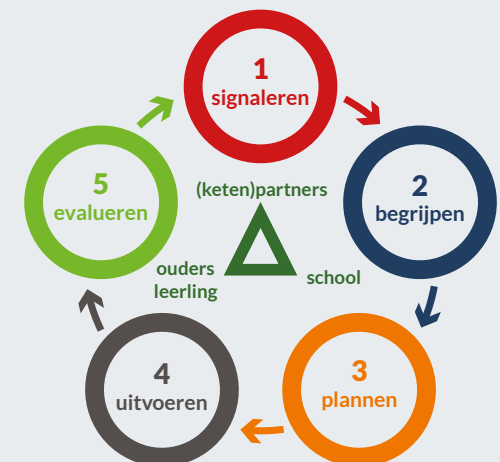 1
signaleren
2
begrijpen
3
plannen
4
uitvoeren
5
evalueren
(keten)partners
ouders
leerling
school